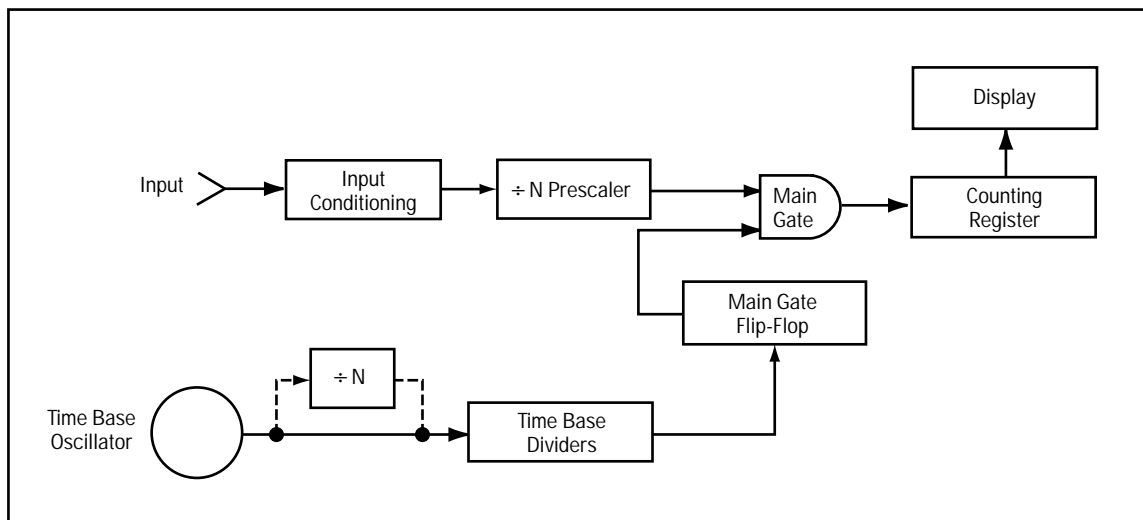 Display
Input
Input
Conditioning
÷ N Prescaler
Main
Gate
Counting
Register
Main Gate
Flip-Flop
÷ N
Time Base
Oscillator
Time Base
Dividers